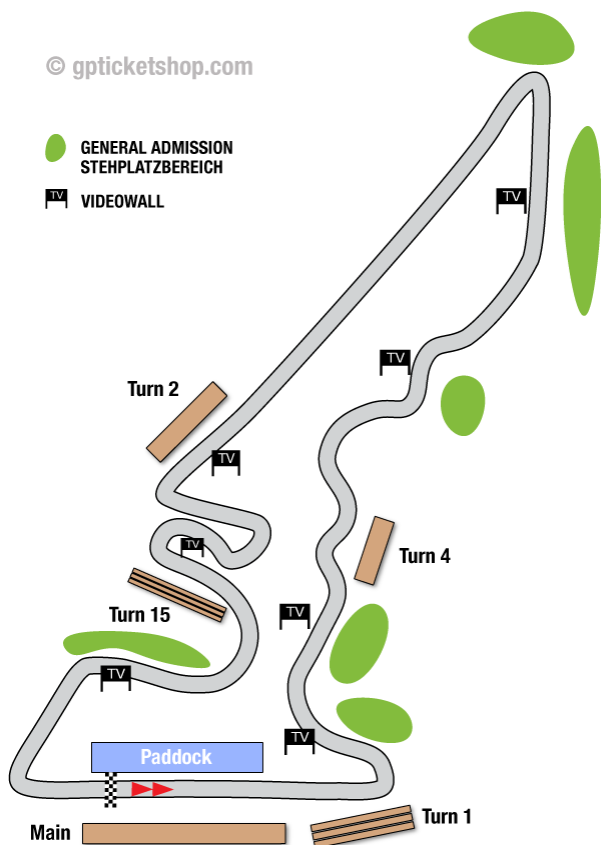 © gpticketshop.com
GENERAL ADMISSION
STEHPLATZBEREICH
TV VIDEOWALL
TV
TV
Turn 2
TV
TV
Turn 4
Turn 15
TV
TV
TV
Paddock
Turn 1
Main